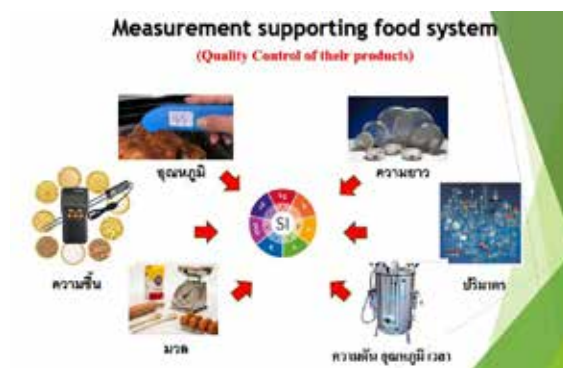 Measurement supporting food system
(Quality Control of their products)
อุณหภูมิ
ความยาว
SI
ความชื้น
ปริมาตร
มวล
ความดัน อุณหภูมิ เวลา